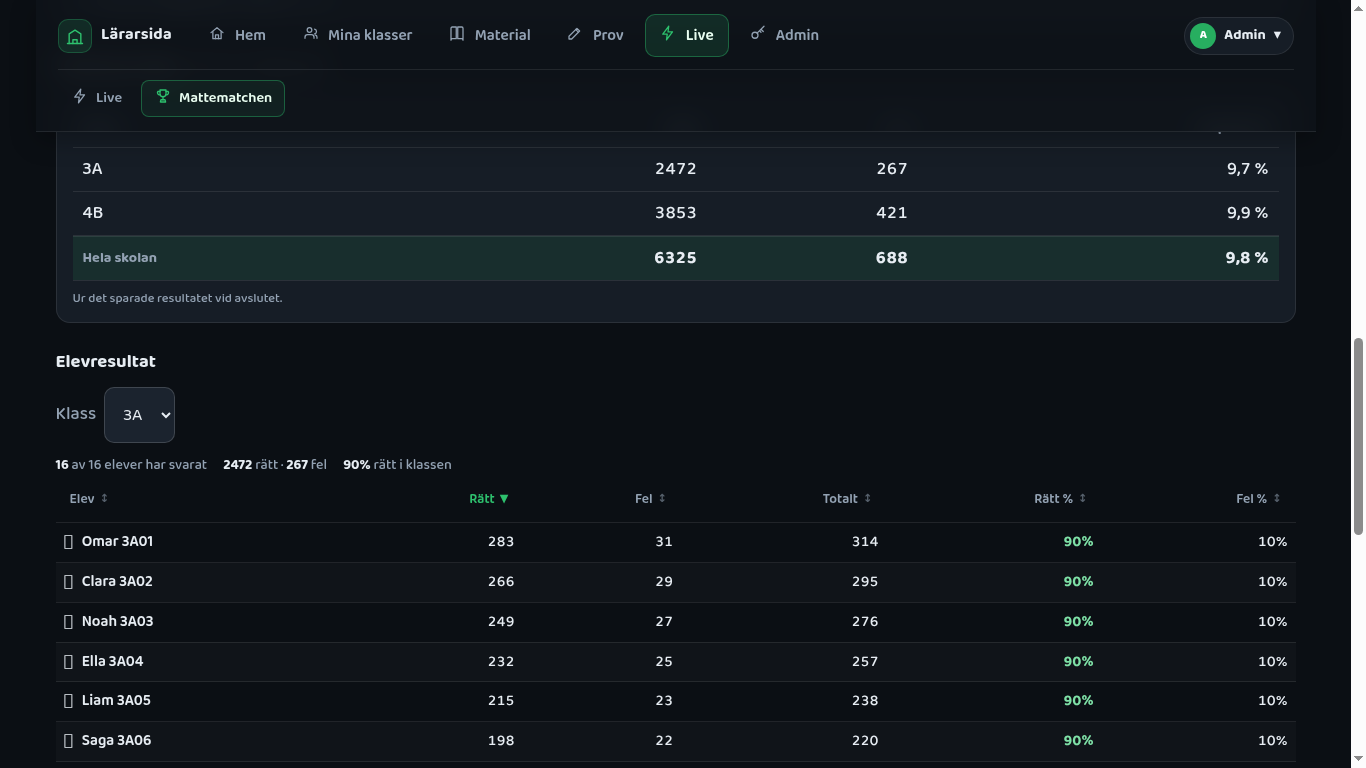 Lärarsida Hem Mina klasser Material Prov Live Admin A Admin ▼
Live Mattematchen
3A 2472 267 9,7 %
4B 3853 421 9,9 %
Hela skolan 6325 688 9,8 %
Ur det sparade resultatet vid avslutet.
Elevresultat
Klass 3A
16 av 16 elever har svarat 2472 rätt · 267 fel 90% rätt i klassen
Elev ↕ Rätt ▼ Fel ↕ Totalt ↕ Rätt % ↕ Fel % ↕
Omar 3A01 283 31 314 90% 10%
Clara 3A02 266 29 295 90% 10%
Noah 3A03 249 27 276 90% 10%
Ella 3A04 232 25 257 90% 10%
Liam 3A05 215 23 238 90% 10%
Saga 3A06 198 22 220 90% 10%